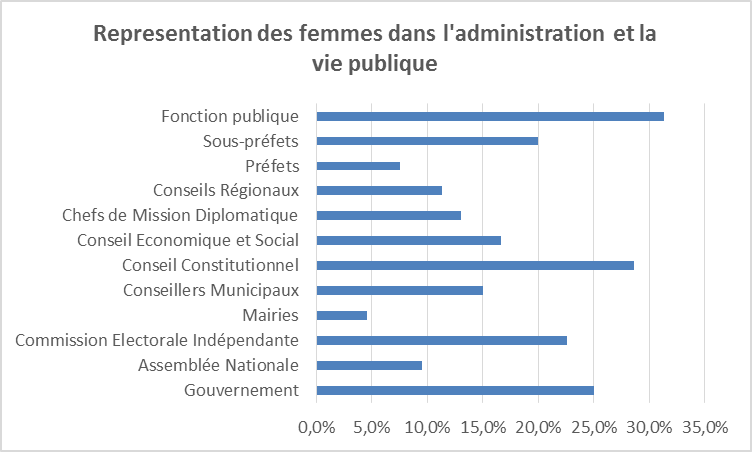 Representation des femmes dans l'administration et la
vie publique
Fonction publique
Sous-préfets
Préfets
Conseils Régionaux
Chefs de Mission Diplomatique
Conseil Economique et Social
Conseil Constitutionnel
Conseillers Municipaux
Mairies
Commission Electorale Indépendante
Assemblée Nationale
Gouvernement
0,0% 5,0% 10,0% 15,0% 20,0% 25,0% 30,0% 35,0%